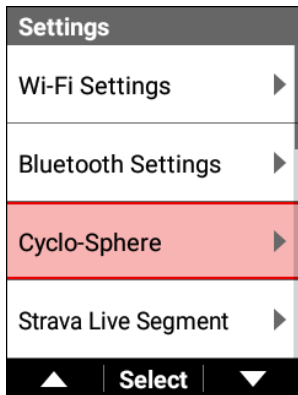 Settings
Wi-Fi Settings
Bluetooth Settings
Cyclo-Sphere
Strava Live Segment
Select